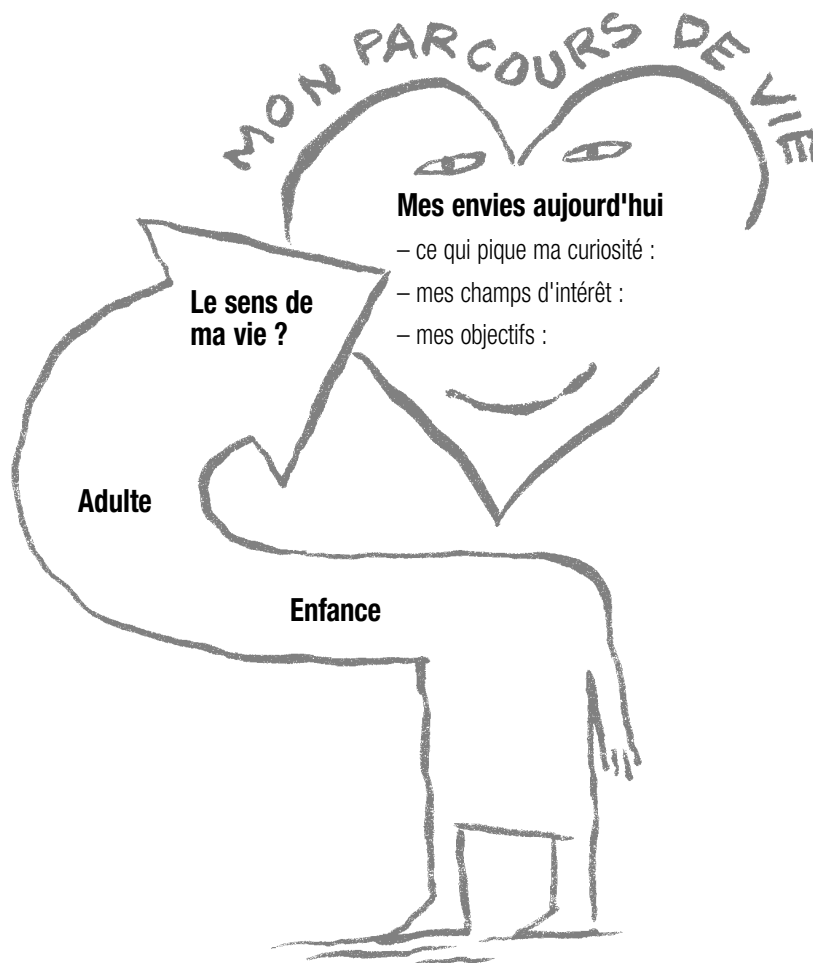 MON PARCOURS DE VIE
Mes envies aujourd'hui
– ce qui pique ma curiosité :
– mes champs d'intérêt :
– mes objectifs :
Le sens de
ma vie ?
Adulte
Enfance